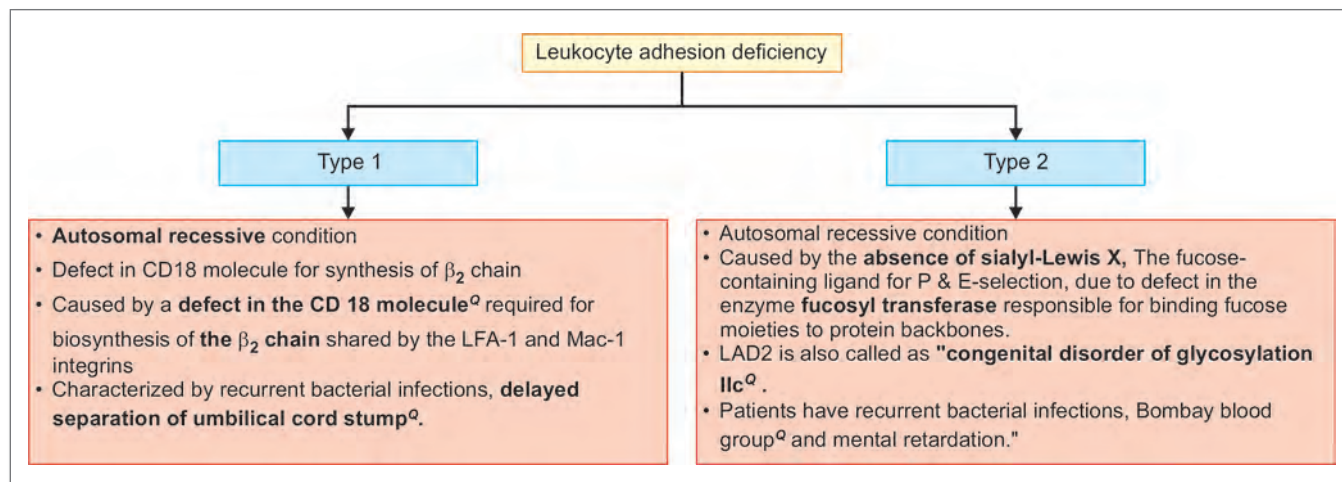 Leukocyte adhesion deficiency
Type 1
• Autosomal recessive condition
• Defect in CD18 molecule for synthesis of β₂ chain
• Caused by a defect in the CD 18 moleculeQ required for
biosynthesis of the β₂ chain shared by the LFA-1 and Mac-1
integrins
• Characterized by recurrent bacterial infections, delayed
separation of umbilical cord stumpQ.
Type 2
• Autosomal recessive condition
• Caused by the absence of sialyl-Lewis X, The fucose-
containing ligand for P & E-selection, due to defect in the
enzyme fucosyl transferase responsible for binding fucose
moieties to protein backbones.
• LAD2 is also called as "congenital disorder of glycosylation
IIcQ .
• Patients have recurrent bacterial infections, Bombay blood
groupQ and mental retardation."